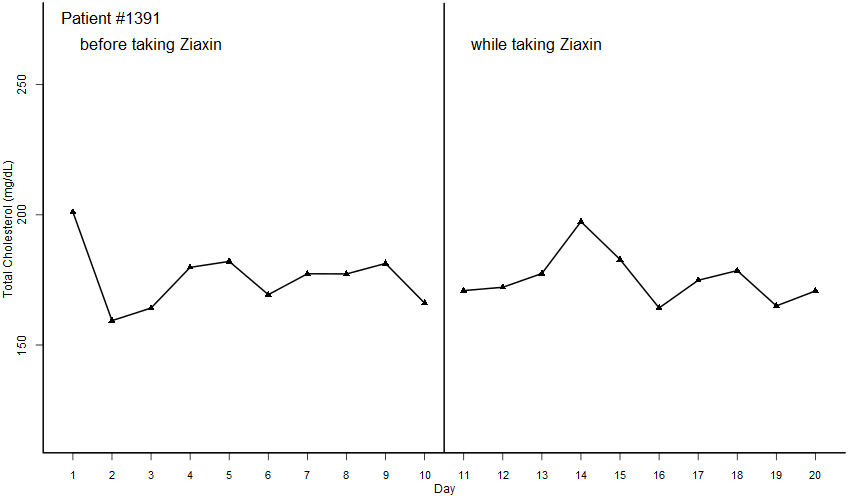 Patient #1391
before taking Ziaxin
while taking Ziaxin
Total Cholesterol (mg/dL)
250
200
150
1 2 3 4 5 6 7 8 9 10 11 12 13 14 15 16 17 18 19 20
Day